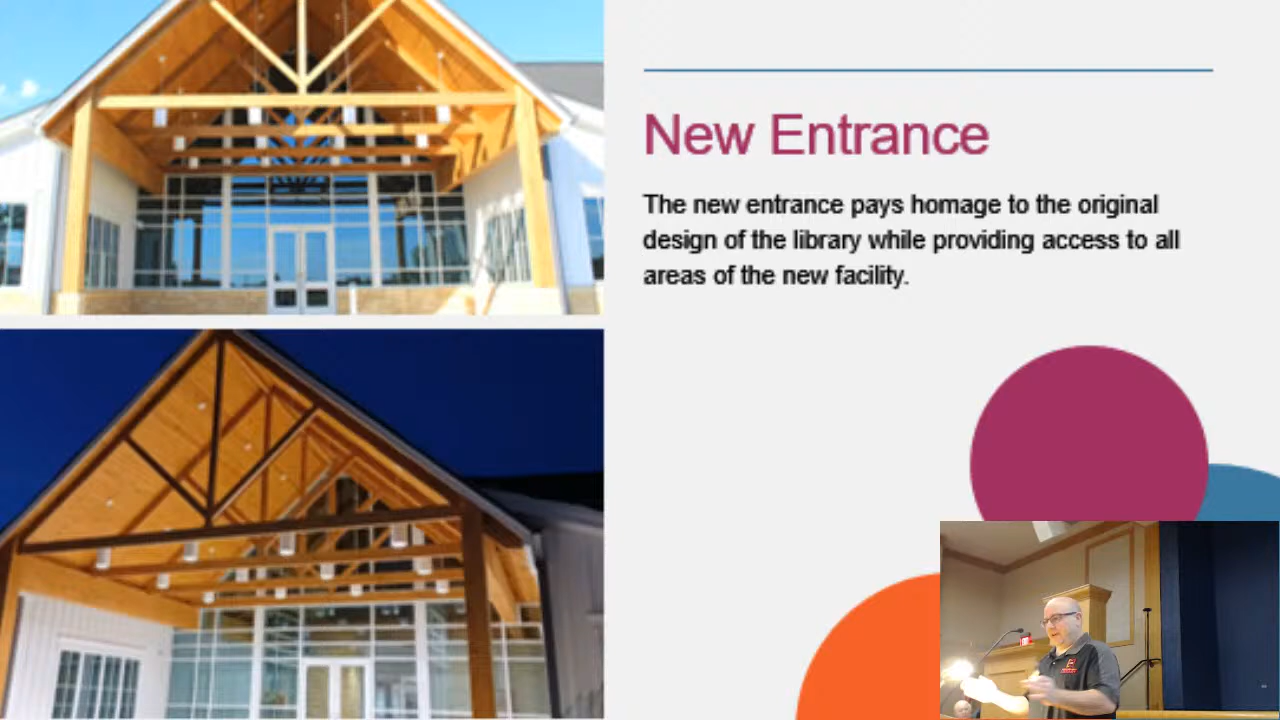 New Entrance
The new entrance pays homage to the original
design of the library while providing access to all
areas of the new facility.